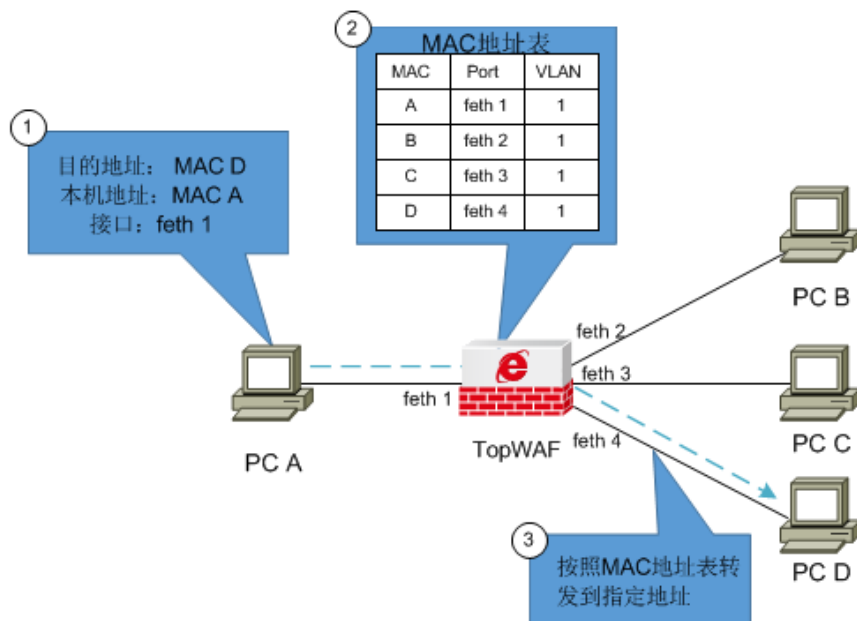 ①
目的地址： MAC D
本机地址：MAC A
接口：feth 1
②
MAC地址表
MAC Port VLAN
A feth 1 1
B feth 2 1
C feth 3 1
D feth 4 1
PC B
feth 2
feth 3
feth 1
PC A
TopWAF
feth 4
PC C
③
按照MAC地址表转
发到指定地址
PC D